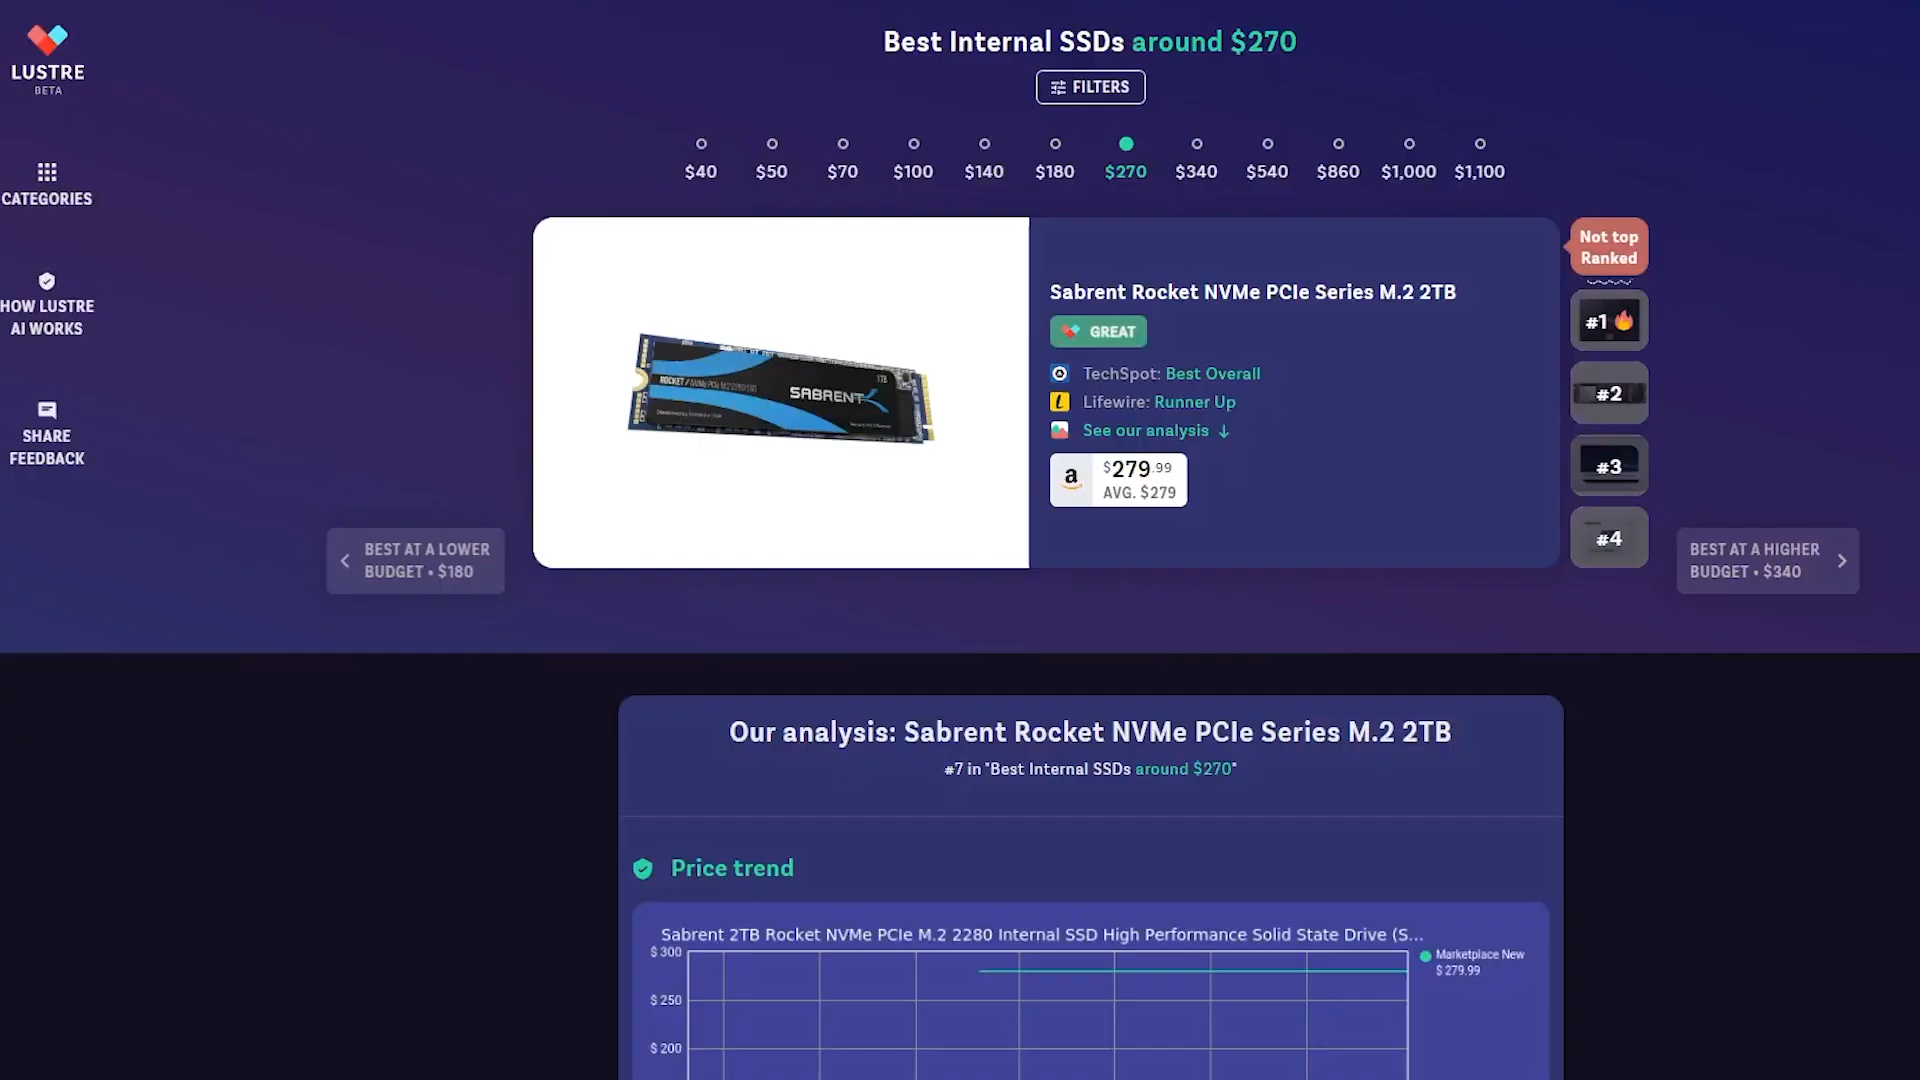 LUSTRE
BETA
CATEGORIES
HOW LUSTRE
AI WORKS
SHARE
FEEDBACK
Best Internal SSDs around $270
FILTERS
$40 $50 $70 $100 $140 $180 $270 $340 $540 $860 $1,000 $1,100
SABRENT
1TB
Sabrent Rocket NVMe PCIe Series M.2 2TB
GREAT
TechSpot: Best Overall
Lifewire: Runner Up
See our analysis ↓
a $279.99
AVG. $279
Not top
Ranked
#1
#2
#3
#4
BEST AT A LOWER
BUDGET • $180
BEST AT A HIGHER
BUDGET • $340
Our analysis: Sabrent Rocket NVMe PCIe Series M.2 2TB
#7 in "Best Internal SSDs around $270"
Price trend
Sabrent 2TB Rocket NVMe PCIe M.2 2280 Internal SSD High Performance Solid State Drive (S...
$ 300
$ 250
$ 200
Marketplace New
$ 279.99